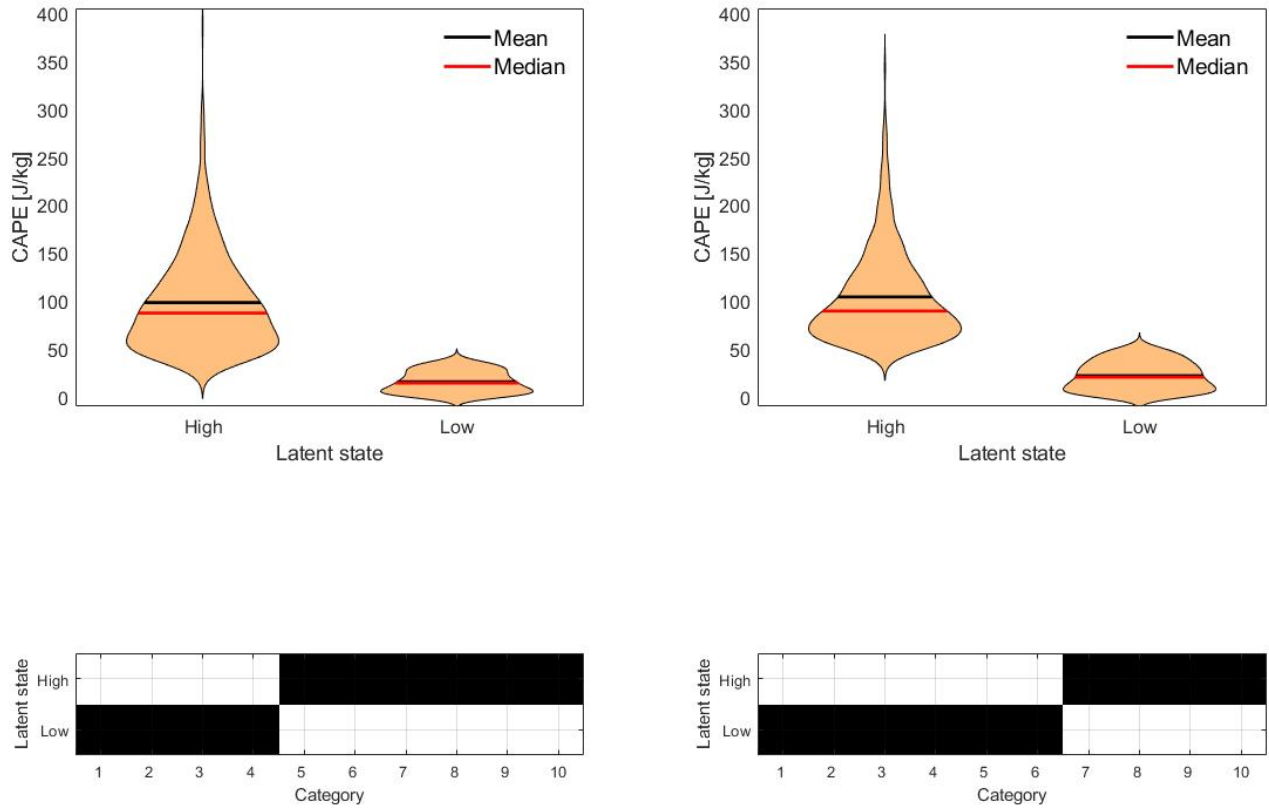 400
350
300
250
200
150
100
50
0
CAPE [J/kg]
Mean
Median
High Low
Latent state
400
350
400
250
200
150
100
50
0
CAPE [J/kg]
Mean
Median
High Low
Latent state
Latent state
High
Low
1 2 3 4 5 6 7 8 9 10
Category
Latent state
High
Low
1 2 3 4 5 6 7 8 9 10
Category